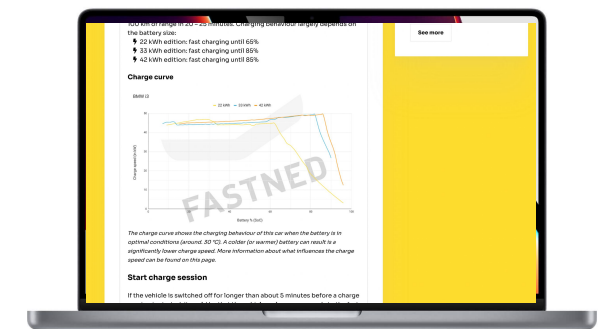 100 km of range in 20 – 25 minutes. Charging behaviour largely depends on
the battery size:
22 kWh edition: fast charging until 65%
33 kWh edition: fast charging until 85%
42 kWh edition: fast charging until 85%
See more
Charge curve
BMW i3
22 kWh 33 kWh 42 kWh
Charge speed (in kW)
Battery % (SoC)
FASTNED
The charge curve shows the charging behaviour of this car when the battery is in
optimal conditions (around. 30 °C). A colder (or warmer) battery can result is a
significantly lower charge speed. More information about what influences the charge
speed can be found on this page.
Start charge session
If the vehicle is switched off for longer than about 5 minutes before a charge